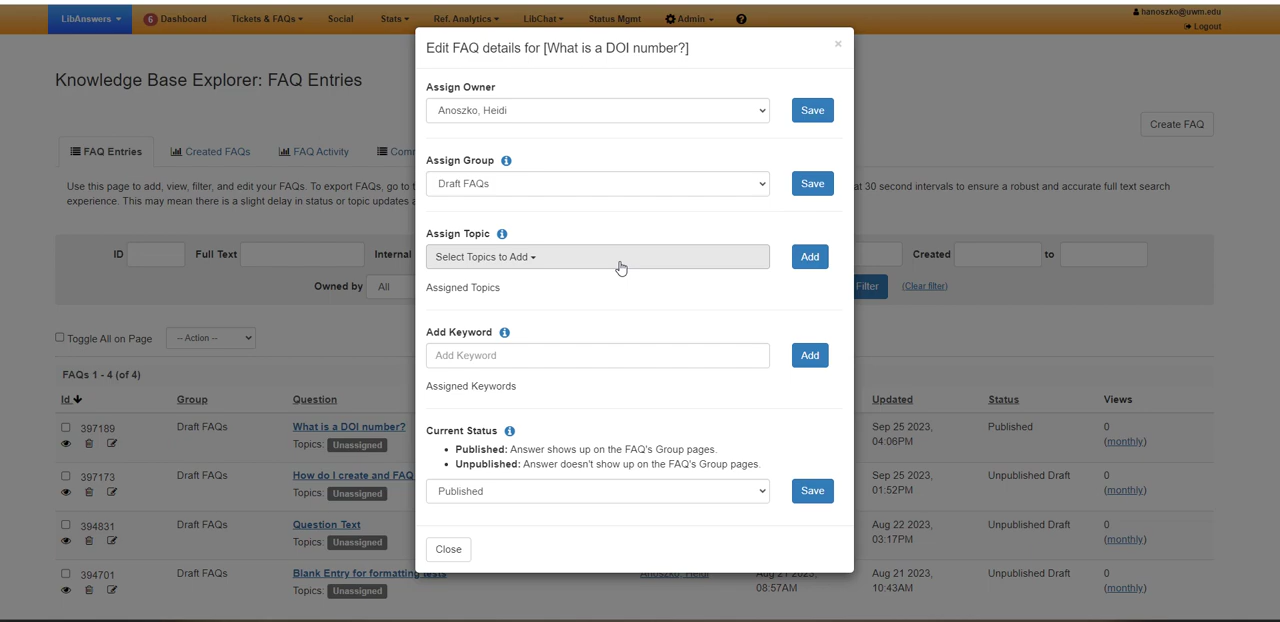 LibAnswers
6 Dashboard
Tickets & FAQs
Social
Stats
Ref. Analytics
LibChat
Status Mgmt
Admin
?
hanoszko@uwm.edu
Logout
Knowledge Base Explorer: FAQ Entries
Create FAQ
FAQ Entries
Created FAQs
FAQ Activity
Com
Use this page to add, view, filter, and edit your FAQs. To export FAQs, go to t
at 30 second intervals to ensure a robust and accurate full text search
experience. This may mean there is a slight delay in status or topic updates a
ID
Full Text
Internal
Created
to
Owned by
All
Filter
(Clear filter)
Toggle All on Page
-- Action --
FAQs 1 - 4 (of 4)
Id
Group
Question
Updated
Status
Views
397189
Draft FAQs
What is a DOI number?
Topics: Unassigned
Sep 25 2023,
04:06PM
Published
0
(monthly)
397173
Draft FAQs
How do I create and FAQ
Topics: Unassigned
Sep 25 2023,
01:52PM
Unpublished Draft
0
(monthly)
394831
Draft FAQs
Question Text
Topics: Unassigned
Aug 22 2023,
03:17PM
Unpublished Draft
0
(monthly)
394701
Draft FAQs
Blank Entry for formatting tests
Topics: Unassigned
Anoszko, Heidi
Aug 21 2023,
08:57AM
Aug 21 2023,
10:43AM
Unpublished Draft
0
(monthly)
Edit FAQ details for [What is a DOI number?]
×
Assign Owner
Anoszko, Heidi
Save
Assign Group
Draft FAQs
Save
Assign Topic
Select Topics to Add
Add
Assigned Topics
Add Keyword
Add Keyword
Add
Assigned Keywords
Current Status
• Published: Answer shows up on the FAQ's Group pages.
• Unpublished: Answer doesn't show up on the FAQ's Group pages.
Published
Save
Close